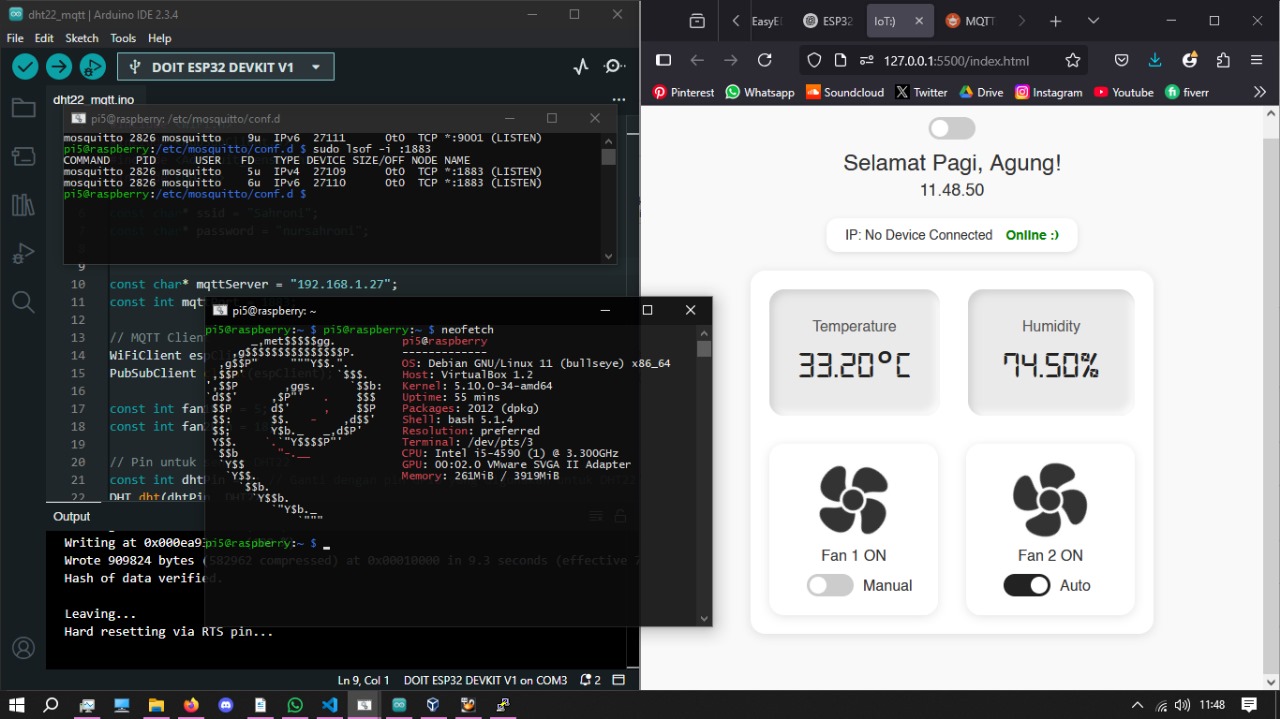 dht22_mqtt | Arduino IDE 2.3.4
File Edit Sketch Tools Help
DOIT ESP32 DEVKIT V1
dht22_mqtt.ino
pi5@raspberry: /etc/mosquitto/conf.d
mosquitto 2826 mosquitto 9u IPv6 27111 0t0 TCP *:9001 (LISTEN)
pi5@raspberry:/etc/mosquitto/conf.d $ sudo lsof -i :1883
COMMAND PID USER FD TYPE DEVICE SIZE/OFF NODE NAME
mosquitto 2826 mosquitto 5u IPv4 27109 0t0 TCP *:1883 (LISTEN)
mosquitto 2826 mosquitto 6u IPv6 27110 0t0 TCP *:1883 (LISTEN)
pi5@raspberry:/etc/mosquitto/conf.d $
6 const char* ssid = "Sahroni";
7 const char* password = "nursahroni";
9
10 const char* mqttServer = "192.168.1.27";
11 const int
12
13 // MQTT Client
14 WiFiClient
15 PubSubClient
16
17 const int
18 const int
19
20 // Pin untuk
21 const int
22 DHT
pi5@raspberry: ~
pi5@raspberry:~ $ pi5@raspberry:~ $ neofetch
pi5@raspberry
-------------
OS: Debian GNU/Linux 11 (bullseye) x86_64
Host: VirtualBox 1.2
Kernel: 5.10.0-34-amd64
Uptime: 55 mins
Packages: 2012 (dpkg)
Shell: bash 5.1.4
Resolution: preferred
Terminal: /dev/pts/3
CPU: Intel i5-4590 (1) @ 3.300GHz
GPU: 00:02.0 VMware SVGA II Adapter
Memory: 261MiB / 3919MiB
pi5@raspberry:~ $
Output
Writing at
Wrote 909824 bytes (582962 compressed) at 0x00010000 in 9.3 seconds (effective
Hash of data verified.
Leaving...
Hard resetting via RTS pin...
Ln 9, Col 1 DOIT ESP32 DEVKIT V1 on COM3 2
EasyE ESP32 IoT:) MQTT
127.0.0.1:5500/index.html
Pinterest Whatsapp Soundcloud Twitter Drive Instagram Youtube fiverr
Selamat Pagi, Agung!
11.48.50
IP: No Device Connected Online :)
Temperature Humidity
33.20°C 74.50%
Fan 1 ON Fan 2 ON
Manual Auto
11:48